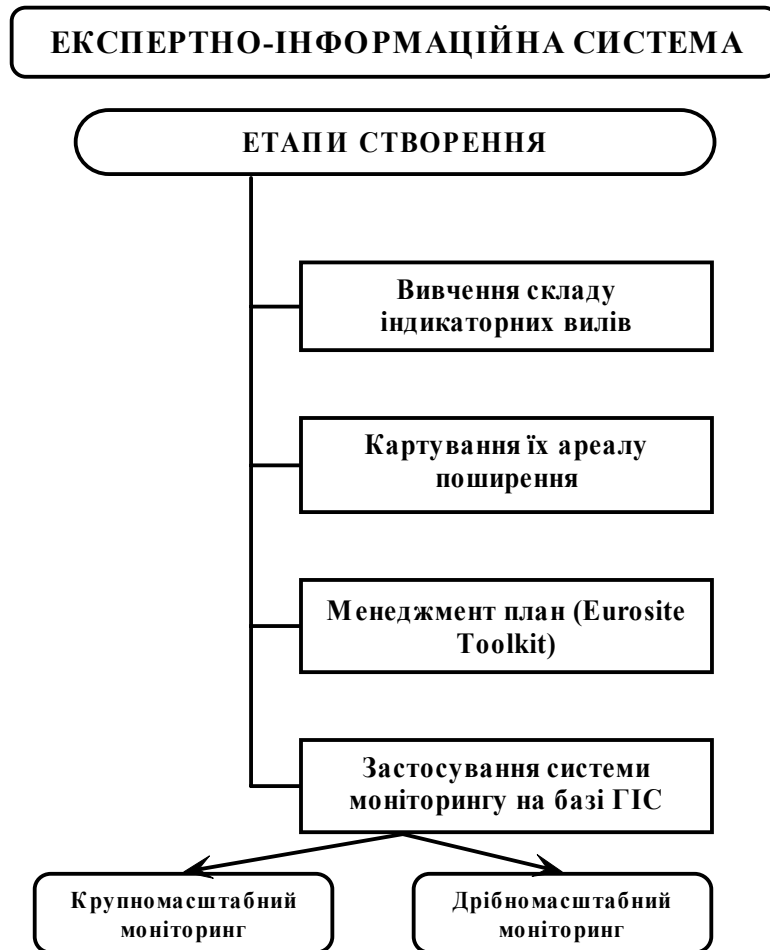 ЕКСПЕРТНО-ІНФОРМАЦІЙНА СИСТЕМА
ЕТАПИ СТВОРЕННЯ
Вивчення складу
індикаторних вилів
Картування їх ареалу
поширення
Менеджмент план (Eurosite
Toolkit)
Застосування системи
моніторингу на базі ГІС
Крупномасштабний
моніторинг
Дрібномасштабний
моніторинг